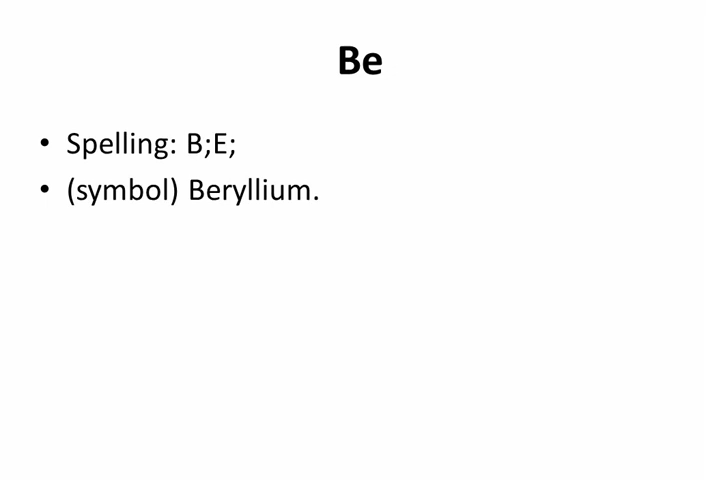 Be
• Spelling: B;E;
• (symbol) Beryllium.